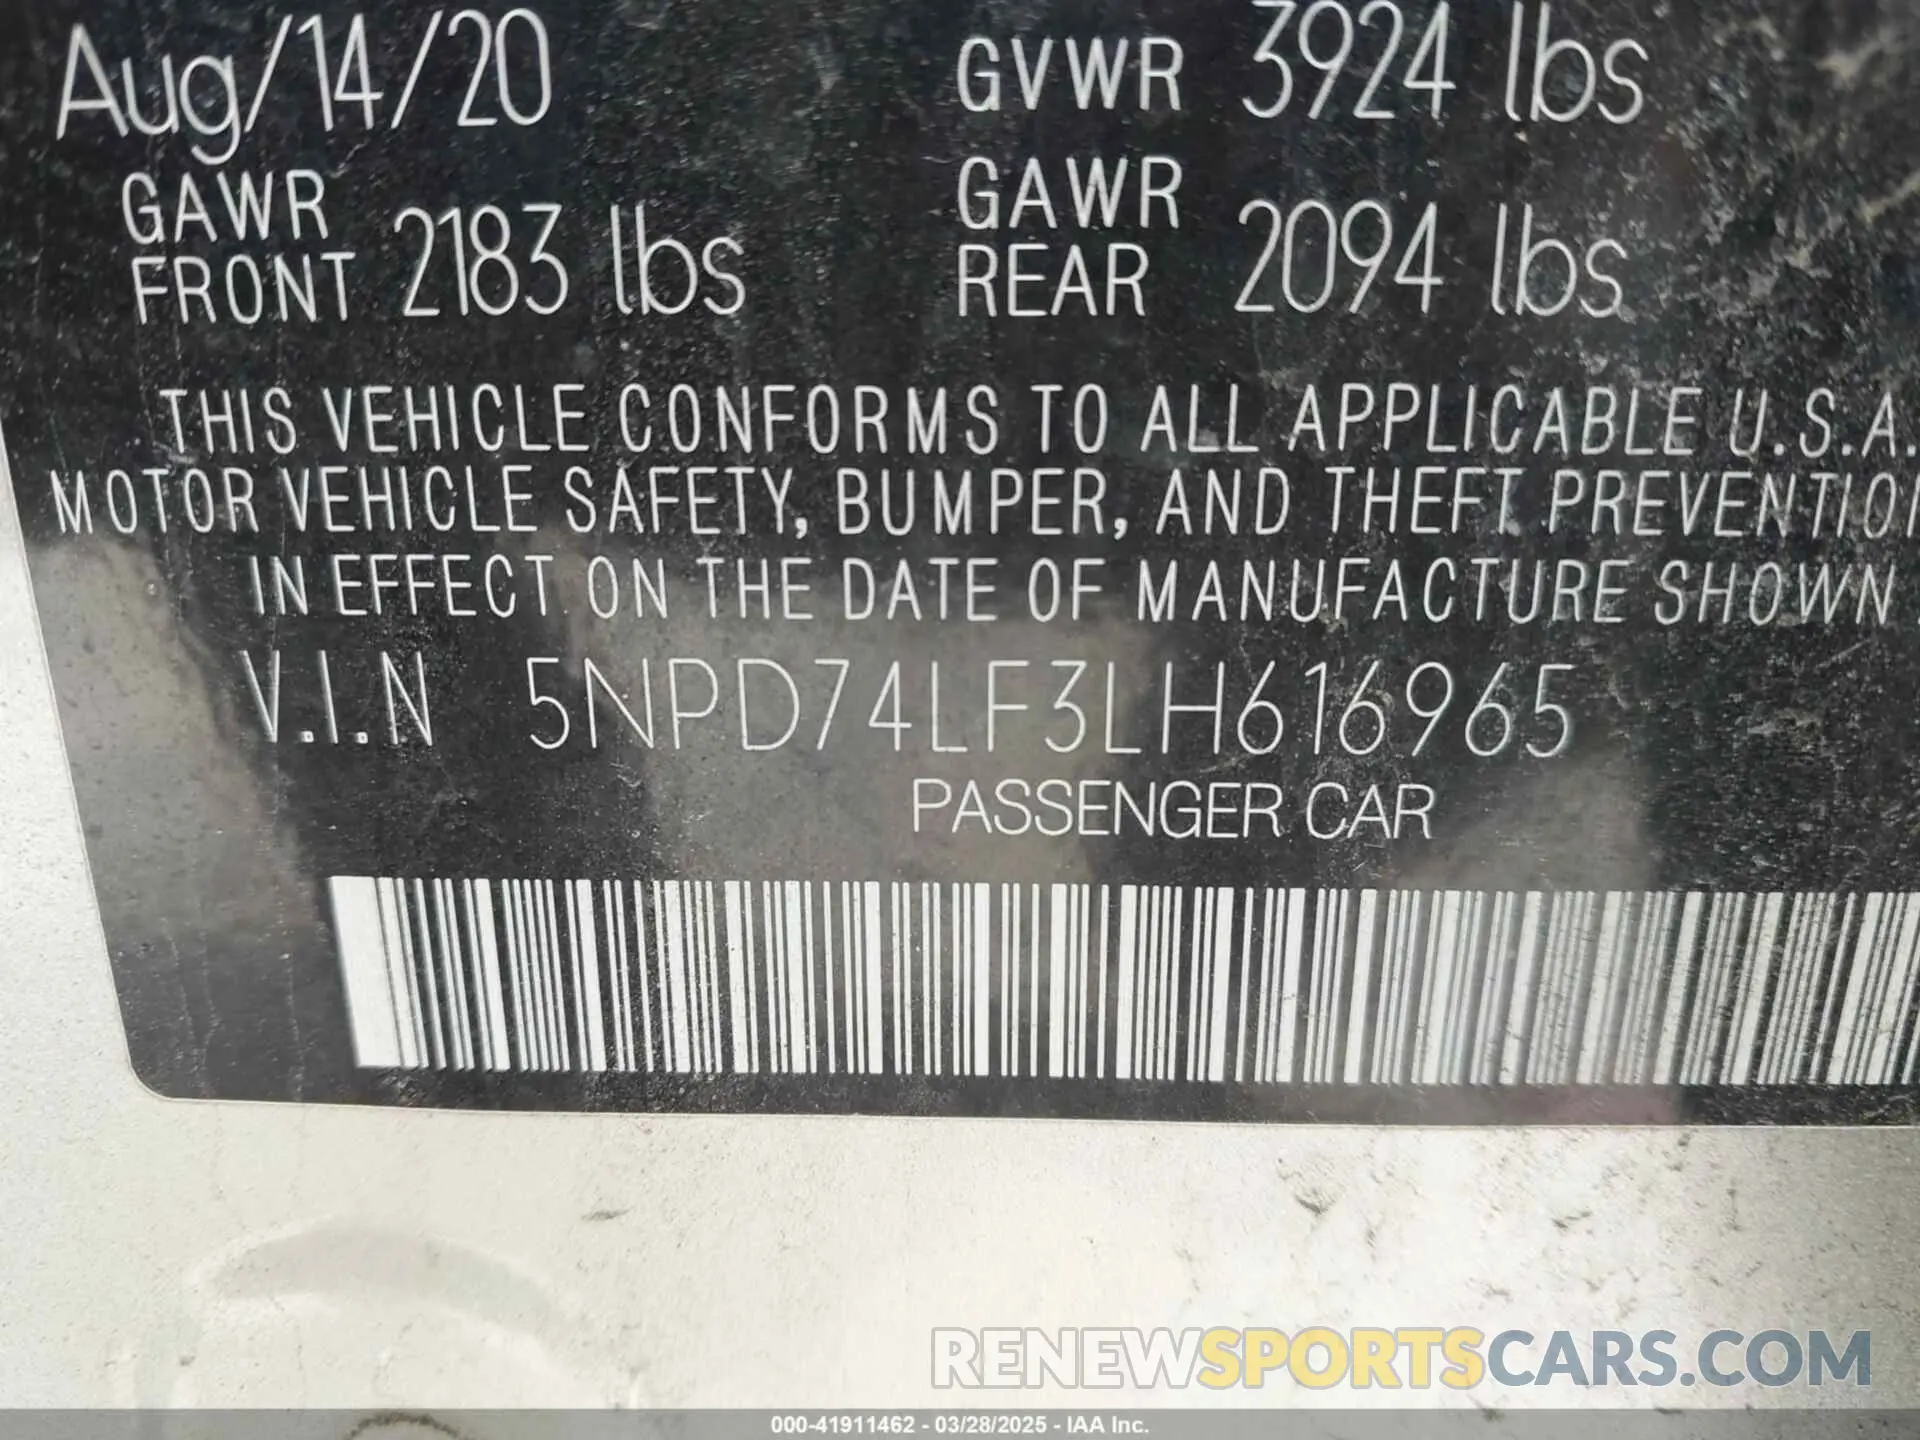 Aug/14/20 GVWR 3924 lbs
GAWR FRONT 2183 lbs GAWR REAR 2094 lbs
THIS VEHICLE CONFORMS TO ALL APPLICABLE U.S.A.
MOTOR VEHICLE SAFETY, BUMPER, AND THEFT PREVENTION
IN EFFECT ON THE DATE OF MANUFACTURE SHOWN
V.I.N 5NPD74LF3LH616965
PASSENGER CAR
RENEWSPORTSCARS.COM
000-41911462 - 03/28/2025 - IAA Inc.